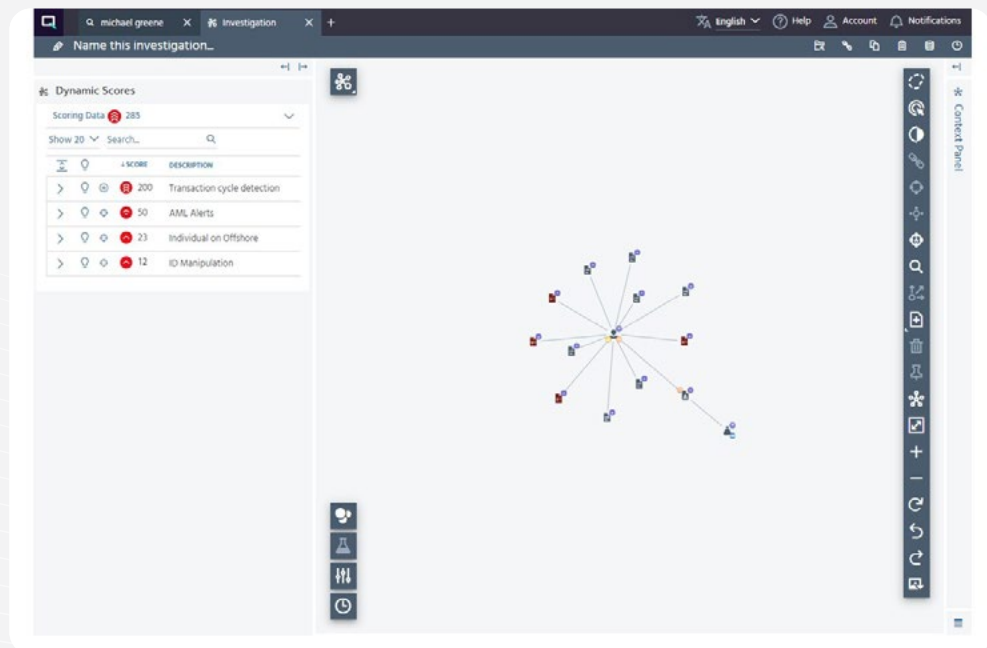 michael greene X Investigation X + English Help Account Notifications
Name this investigation...
Dynamic Scores
Scoring Data 285
Show 20 Search...
SCORE DESCRIPTION
200 Transaction cycle detection
50 AML Alerts
23 Individual on Offshore
12 ID Manipulation
Context Panel